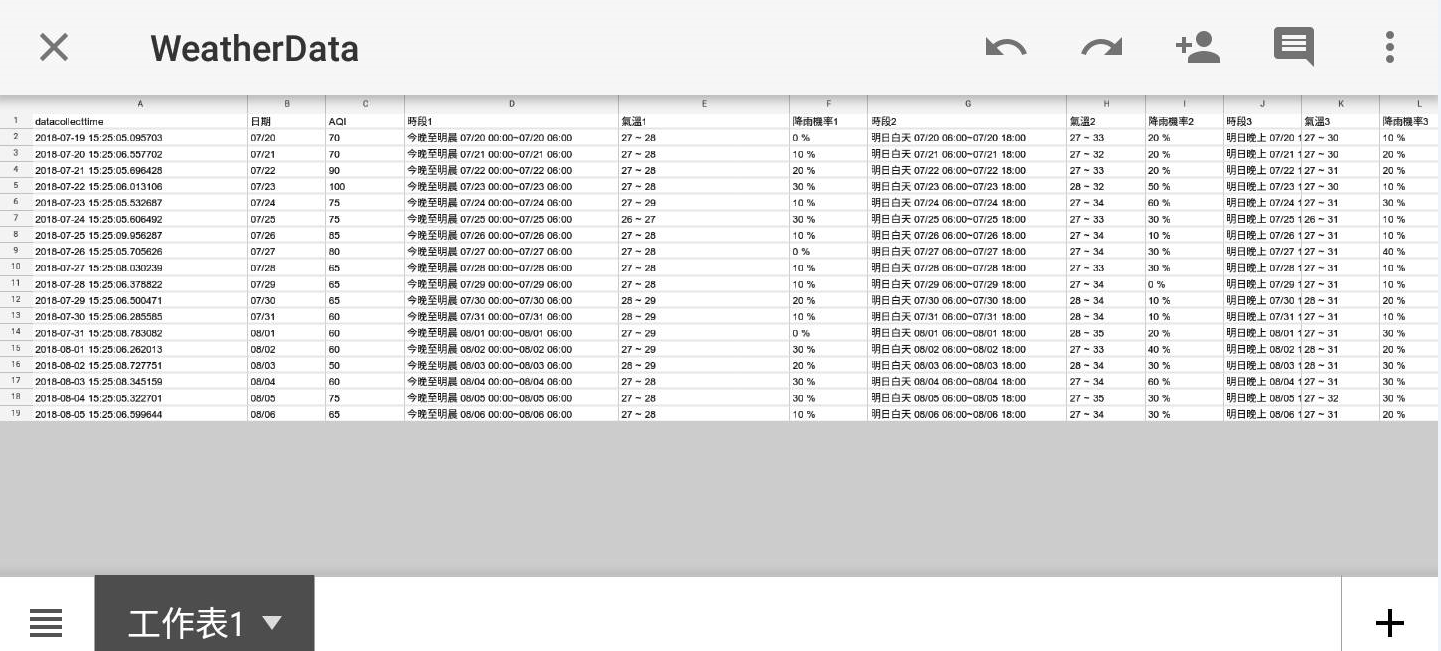 WeatherData
A B C D E F G H I J K L
1 datacollecttime 日期 AQI 時段1 氣溫1 降雨機率1 時段2 氣溫2 降雨機率2 時段3 氣溫3 降雨機率3
2 2018-07-19 15:25:05.095703 07/20 70 今晚至明晨 07/20 00:00~07/20 06:00 27 ~ 28 0 % 明日白天 07/20 06:00~07/20 18:00 27 ~ 33 20 % 明日晚上 07/20 1 27 ~ 30 10 %
3 2018-07-20 15:25:06.557702 07/21 70 今晚至明晨 07/21 00:00~07/21 06:00 27 ~ 28 10 % 明日白天 07/21 06:00~07/21 18:00 27 ~ 32 20 % 明日晚上 07/21 1 27 ~ 30 20 %
4 2018-07-21 15:25:05.696428 07/22 90 今晚至明晨 07/22 00:00~07/22 06:00 27 ~ 28 20 % 明日白天 07/22 06:00~07/22 18:00 27 ~ 33 20 % 明日晚上 07/22 1 27 ~ 31 20 %
5 2018-07-22 15:25:06.013106 07/23 100 今晚至明晨 07/23 00:00~07/23 06:00 27 ~ 28 30 % 明日白天 07/23 06:00~07/23 18:00 28 ~ 32 50 % 明日晚上 07/23 1 27 ~ 30 10 %
6 2018-07-23 15:25:05.532687 07/24 75 今晚至明晨 07/24 00:00~07/24 06:00 27 ~ 29 10 % 明日白天 07/24 06:00~07/24 18:00 27 ~ 34 60 % 明日晚上 07/24 1 27 ~ 31 30 %
7 2018-07-24 15:25:05.606492 07/25 75 今晚至明晨 07/25 00:00~07/25 06:00 26 ~ 27 30 % 明日白天 07/25 06:00~07/25 18:00 27 ~ 33 30 % 明日晚上 07/25 1 26 ~ 31 10 %
8 2018-07-25 15:25:09.956287 07/26 85 今晚至明晨 07/26 00:00~07/26 06:00 27 ~ 28 10 % 明日白天 07/26 06:00~07/26 18:00 27 ~ 34 10 % 明日晚上 07/26 1 27 ~ 31 10 %
9 2018-07-26 15:25:05.705626 07/27 80 今晚至明晨 07/27 00:00~07/27 06:00 27 ~ 28 0 % 明日白天 07/27 06:00~07/27 18:00 27 ~ 34 30 % 明日晚上 07/27 1 27 ~ 31 40 %
10 2018-07-27 15:25:08.030239 07/28 65 今晚至明晨 07/28 00:00~07/28 06:00 27 ~ 28 10 % 明日白天 07/28 06:00~07/28 18:00 27 ~ 33 30 % 明日晚上 07/28 1 27 ~ 31 10 %
11 2018-07-28 15:25:06.378822 07/29 65 今晚至明晨 07/29 00:00~07/29 06:00 27 ~ 28 10 % 明日白天 07/29 06:00~07/29 18:00 27 ~ 34 0 % 明日晚上 07/29 1 27 ~ 31 10 %
12 2018-07-29 15:25:06.500471 07/30 65 今晚至明晨 07/30 00:00~07/30 06:00 28 ~ 29 20 % 明日白天 07/30 06:00~07/30 18:00 28 ~ 34 10 % 明日晚上 07/30 1 28 ~ 31 20 %
13 2018-07-30 15:25:06.285585 07/31 60 今晚至明晨 07/31 00:00~07/31 06:00 28 ~ 29 10 % 明日白天 07/31 06:00~07/31 18:00 28 ~ 34 10 % 明日晚上 07/31 1 27 ~ 31 10 %
14 2018-07-31 15:25:08.783082 08/01 60 今晚至明晨 08/01 00:00~08/01 06:00 27 ~ 29 0 % 明日白天 08/01 06:00~08/01 18:00 28 ~ 35 20 % 明日晚上 08/01 1 27 ~ 31 30 %
15 2018-08-01 15:25:06.262013 08/02 60 今晚至明晨 08/02 00:00~08/02 06:00 27 ~ 29 30 % 明日白天 08/02 06:00~08/02 18:00 27 ~ 33 40 % 明日晚上 08/02 1 28 ~ 31 20 %
16 2018-08-02 15:25:08.727751 08/03 50 今晚至明晨 08/03 00:00~08/03 06:00 28 ~ 29 20 % 明日白天 08/03 06:00~08/03 18:00 28 ~ 34 30 % 明日晚上 08/03 1 28 ~ 31 30 %
17 2018-08-03 15:25:08.345159 08/04 60 今晚至明晨 08/04 00:00~08/04 06:00 27 ~ 28 30 % 明日白天 08/04 06:00~08/04 18:00 27 ~ 34 60 % 明日晚上 08/04 1 27 ~ 31 30 %
18 2018-08-04 15:25:05.322701 08/05 75 今晚至明晨 08/05 00:00~08/05 06:00 27 ~ 28 30 % 明日白天 08/05 06:00~08/05 18:00 27 ~ 35 30 % 明日晚上 08/05 1 27 ~ 32 30 %
19 2018-08-05 15:25:06.599644 08/06 65 今晚至明晨 08/06 00:00~08/06 06:00 27 ~ 28 10 % 明日白天 08/06 06:00~08/06 18:00 27 ~ 34 30 % 明日晚上 08/06 1 27 ~ 31 20 %
工作表1